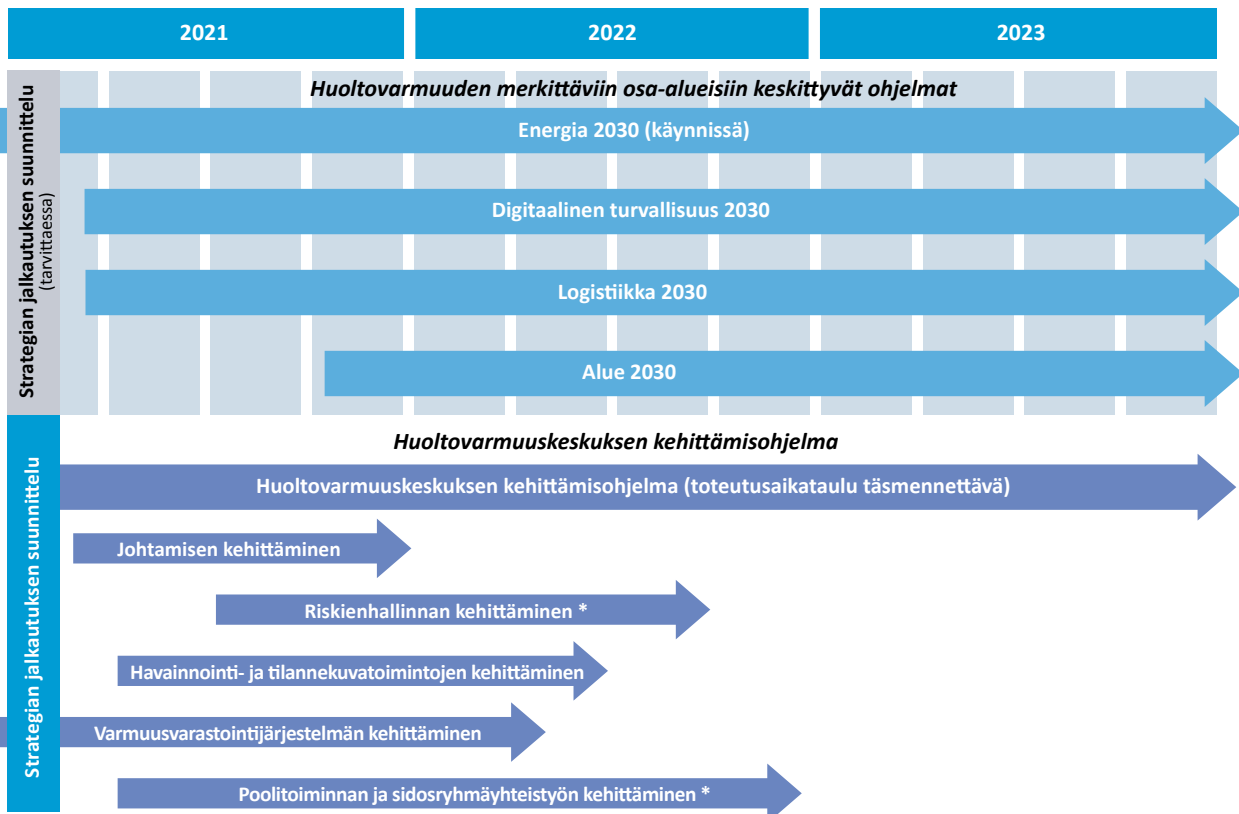 2021
2022
2023
Strategian jalkautuksen suunnittelu
(tarvittaessa)
Huoltovarmuuden merkittäviin osa-alueisiin keskittyvät ohjelmat
Energia 2030 (käynnissä)
Digitaalinen turvallisuus 2030
Logistiikka 2030
Alue 2030
Strategian jalkautuksen suunnittelu
Huoltovarmuuskeskuksen kehittämisohjelma
Huoltovarmuuskeskuksen kehittämisohjelma (toteutusaikataulu täsmennettävä)
Johtamisen kehittäminen
Riskienhallinnan kehittäminen *
Havainnointi- ja tilannekuvatoimintojen kehittäminen
Varmuusvarastointijärjestelmän kehittäminen
Poolitoiminnan ja sidosryhmäyhteistyön kehittäminen *